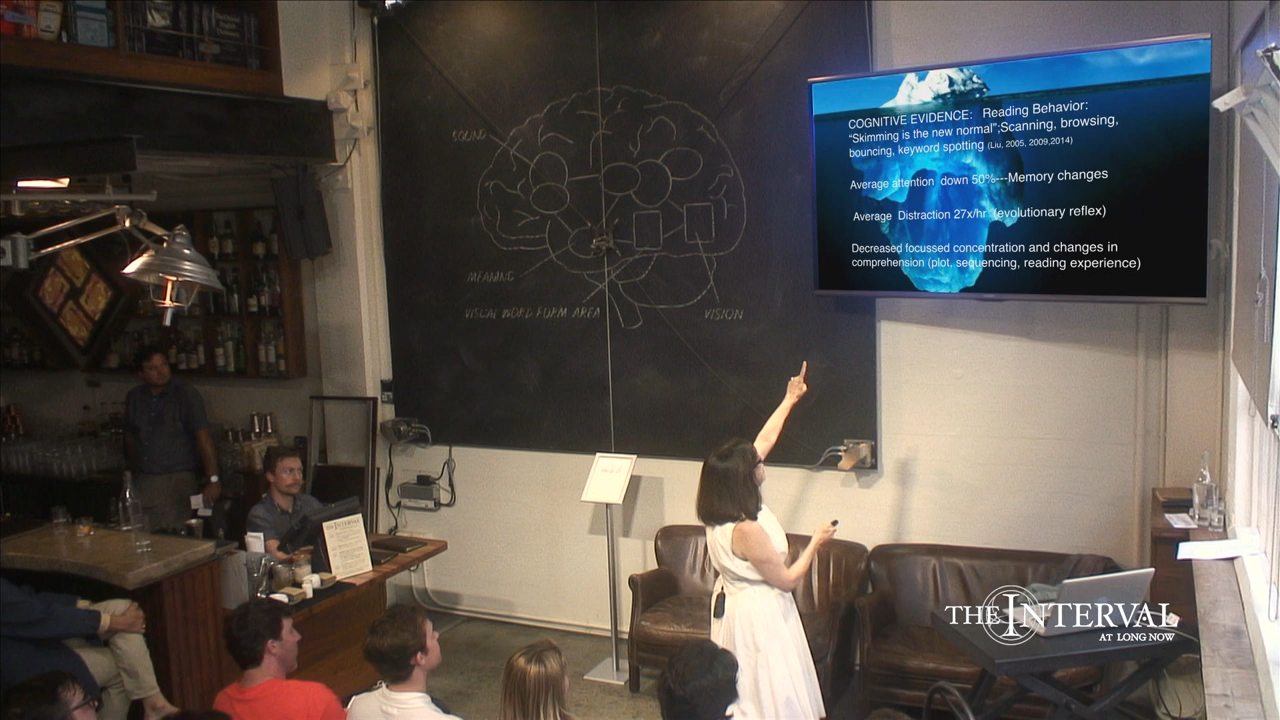 SOUND
MEANING
VISUAL WORD FORM AREA
VISION
COGNITIVE EVIDENCE: Reading Behavior:
“Skimming is the new normal”;Scanning, browsing,
bouncing, keyword spotting (Liu, 2005, 2009,2014)
Average attention down 50%---Memory changes
Average Distraction 27x/hr (evolutionary reflex)
Decreased focussed concentration and changes in
comprehension (plot, sequencing, reading experience)
THE INTERVAL
AT LONG NOW
THE INTERVAL